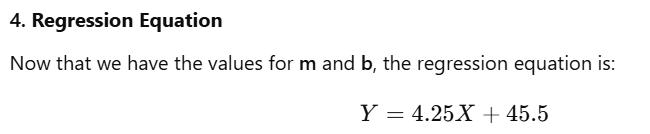 4. Regression Equation
Now that we have the values for m and b, the regression equation is:
Y = 4.25X + 45.5